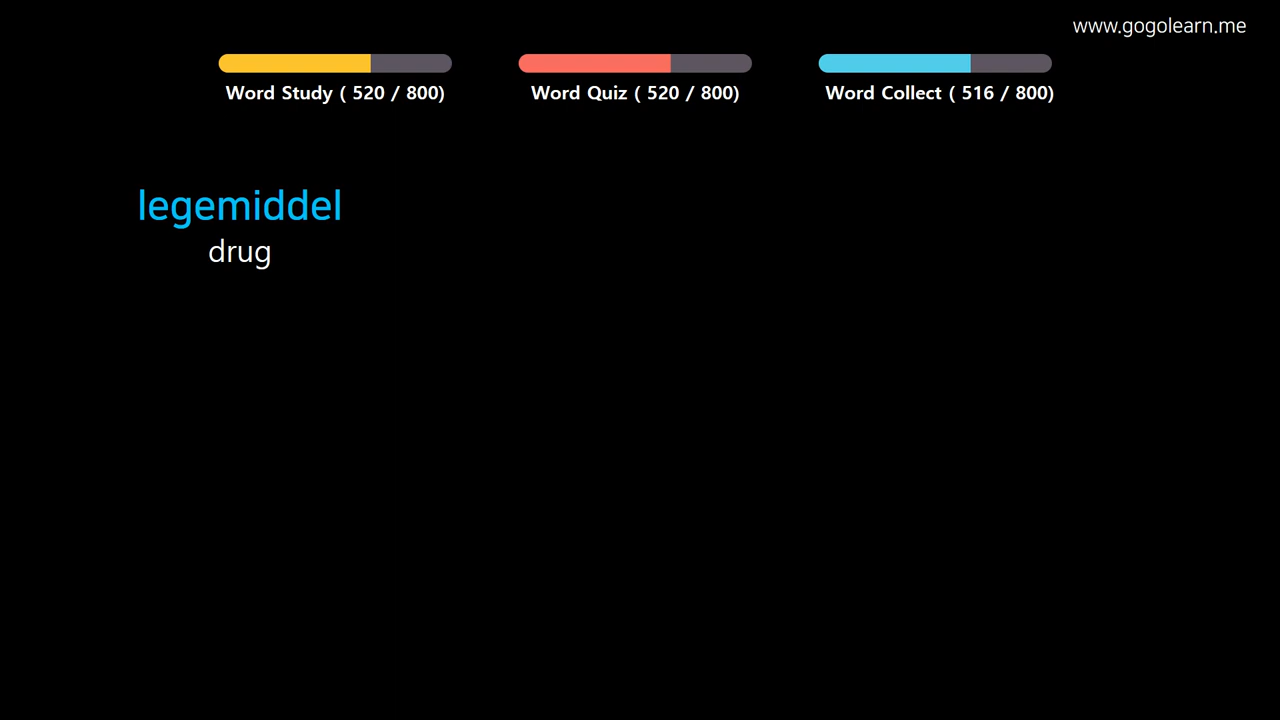 www.gogolearn.me
Word Study ( 520 / 800)
Word Quiz ( 520 / 800)
Word Collect ( 516 / 800)
legemiddel
drug